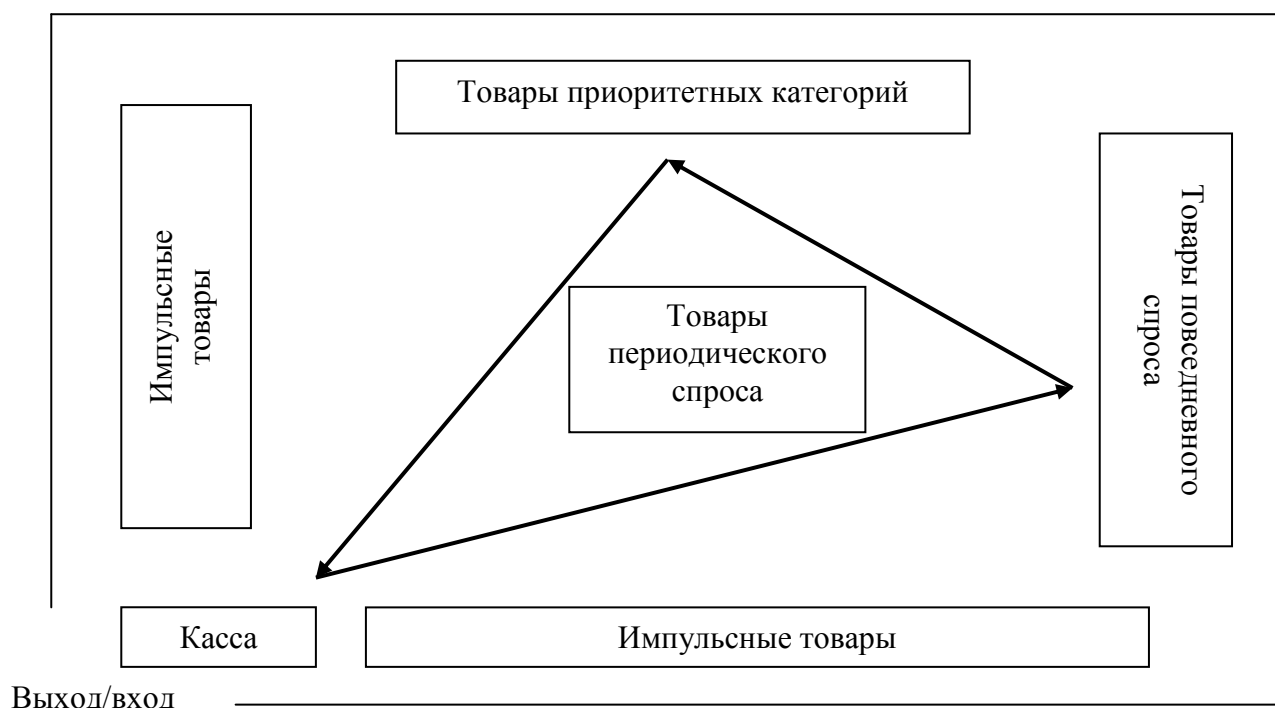 Товары приоритетных категорий
Импульсные
товары
Товары
периодического
спроса
Товары повседневного
спроса
Касса
Импульсные товары
Выход/вход